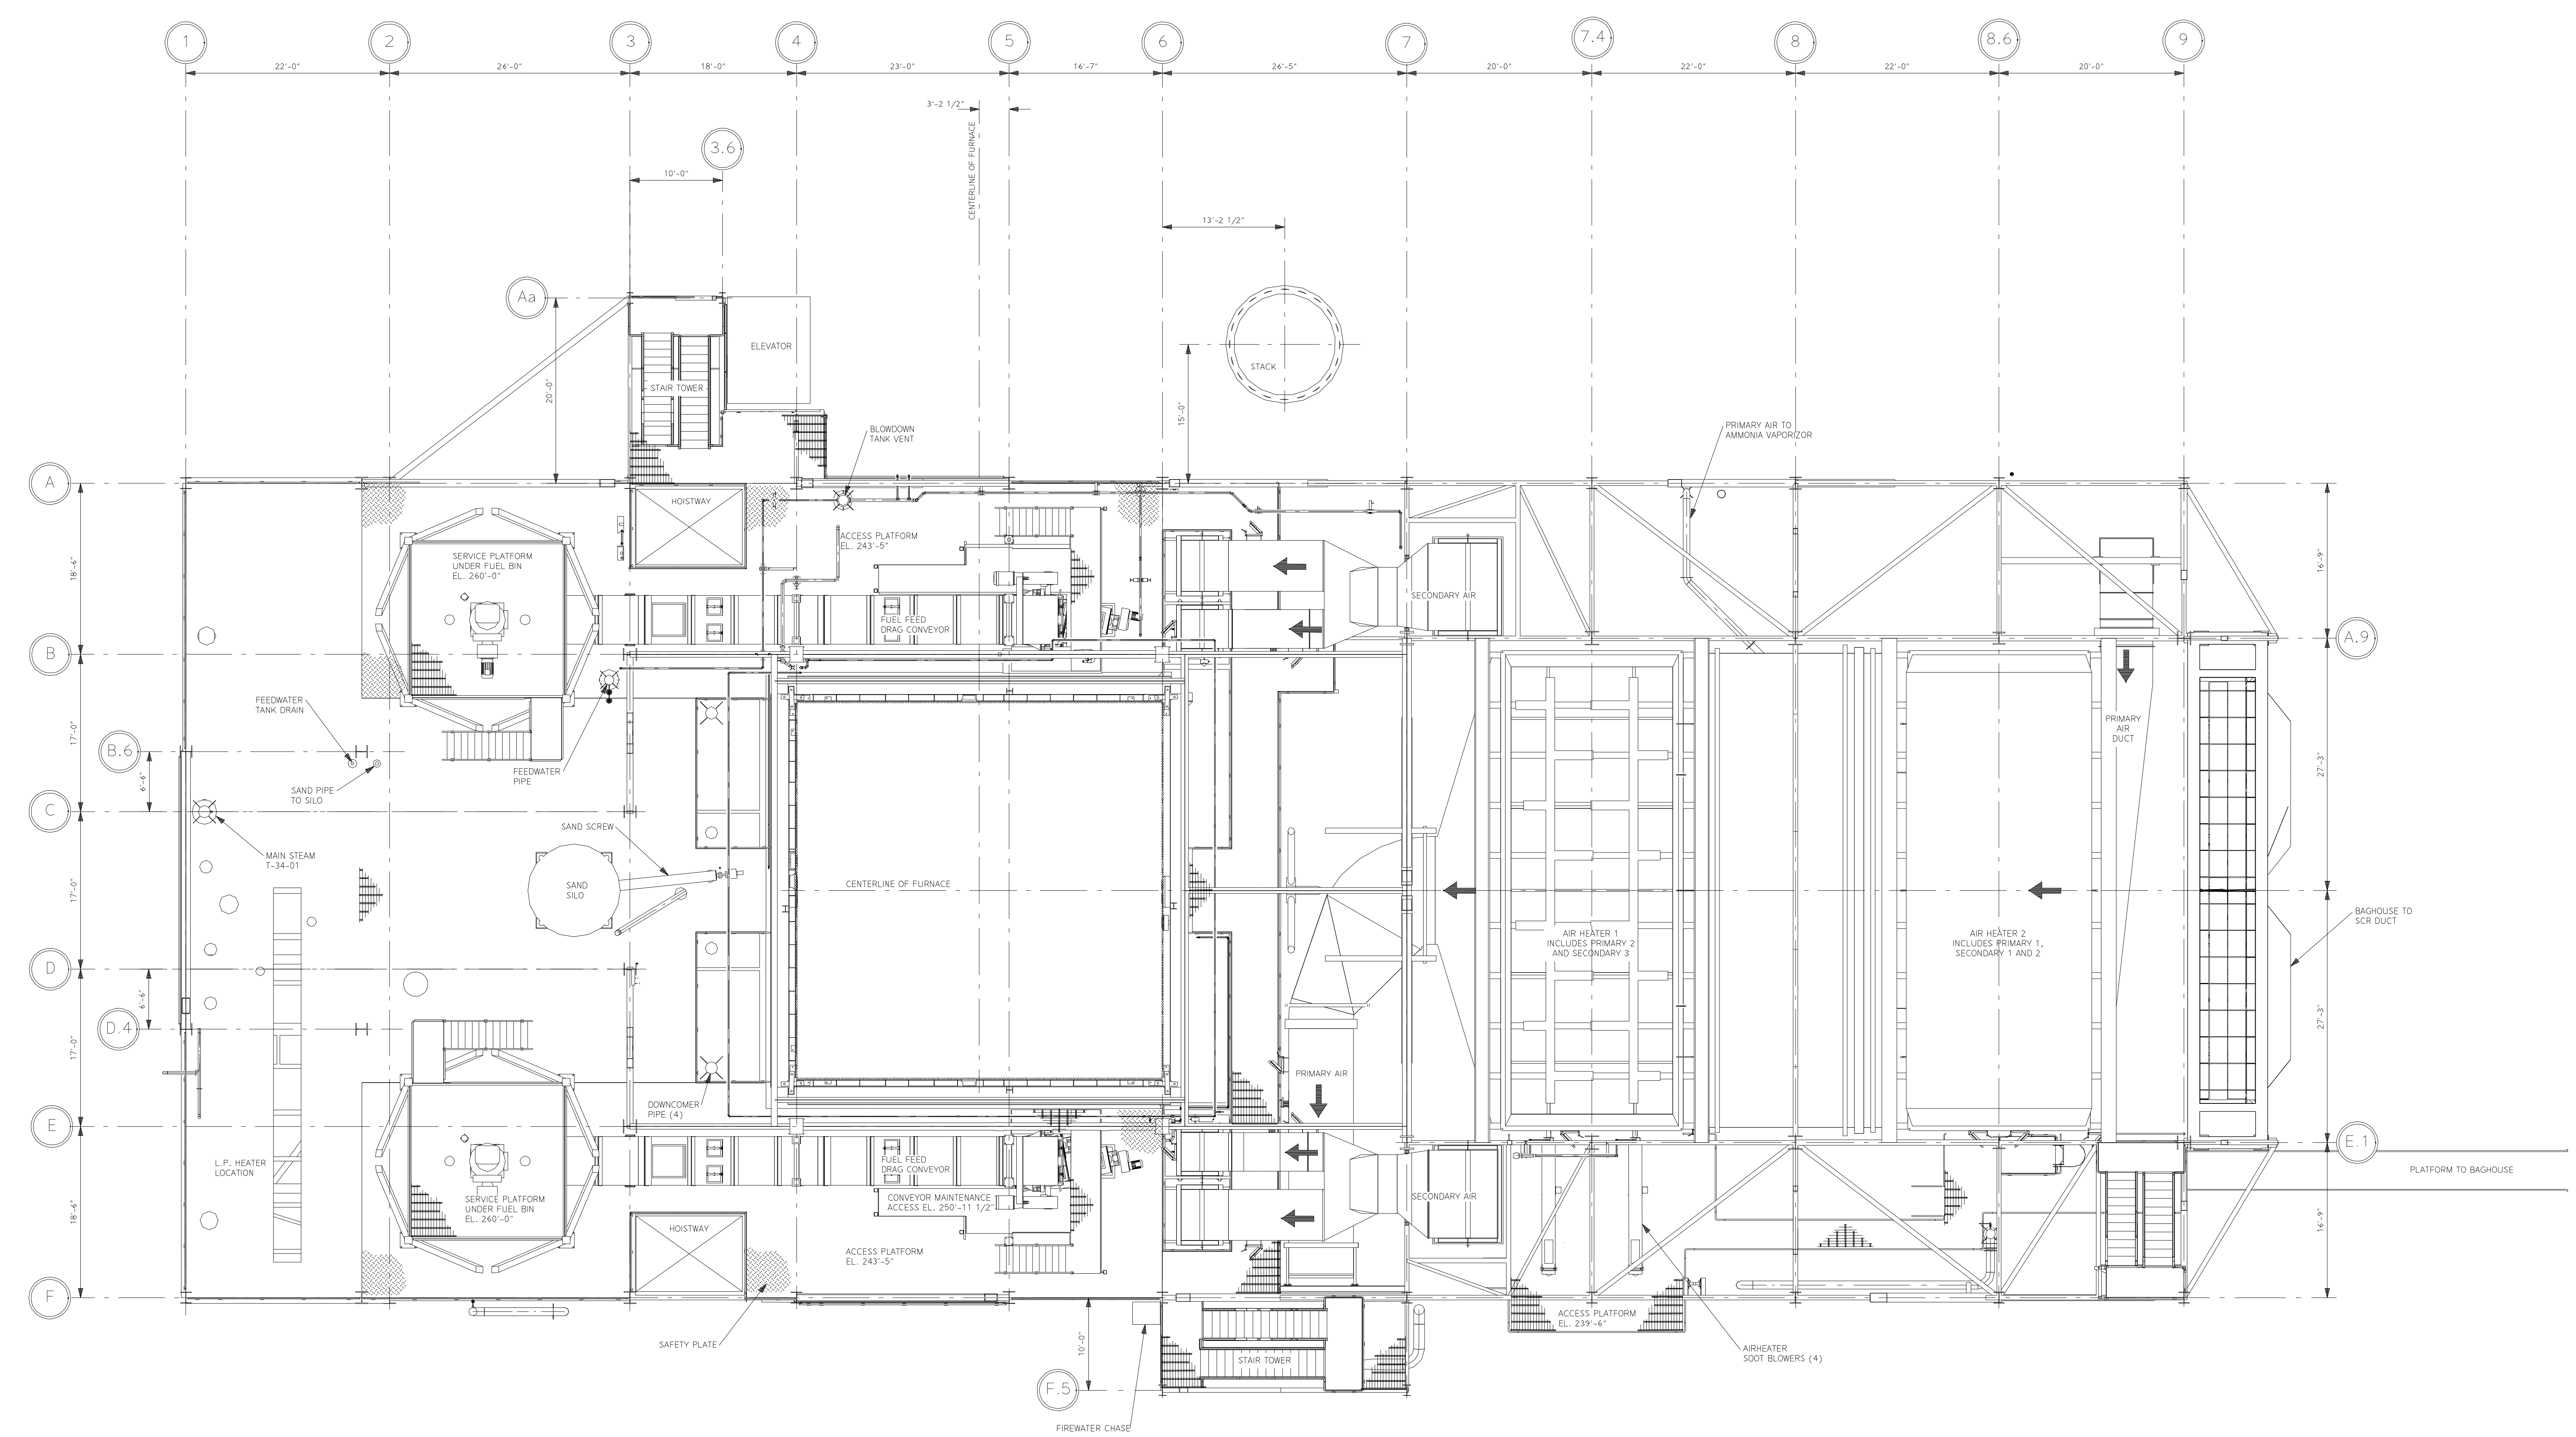 1
2
3
4
5
6
7
7.4
8
8.6
9
22'-0"
26'-0"
18'-0"
23'-0"
16'-7"
26'-5"
20'-0"
22'-0"
22'-0"
20'-0"
3'-2 1/2"
CENTERLINE OF FURNACE
3.6
10'-0"
13'-2 1/2"
Aa
20'-0"
ELEVATOR
STAIR TOWER
STACK
15'-0"
BLOWDOWN
TANK VENT
PRIMARY AIR TO
AMMONIA VAPORIZOR
A
HOISTWAY
ACCESS PLATFORM
EL. 243'-5"
SERVICE PLATFORM
UNDER FUEL BIN
EL. 260'-0"
18'-6"
16'-9"
SECONDARY AIR
FUEL FEED
DRAG CONVEYOR
B
A.9
FEEDWATER
TANK DRAIN
17'-0"
PRIMARY
AIR
DUCT
B.6
6'-6"
FEEDWATER
PIPE
SAND PIPE
TO SILO
27'-3"
C
SAND SCREW
MAIN STEAM
T-34-01
17'-0"
SAND
SILO
CENTERLINE OF FURNACE
BAGHOUSE TO
SCR DUCT
AIR HEATER 1
INCLUDES PRIMARY 2
AND SECONDARY 3
AIR HEATER 2
INCLUDES PRIMARY 1,
SECONDARY 1 AND 2
D
6'-6"
D.4
17'-0"
27'-3"
PRIMARY AIR
DOWNCOMER
PIPE (4)
E
E.1
L.P. HEATER
LOCATION
FUEL FEED
DRAG CONVEYOR
PLATFORM TO BAGHOUSE
SERVICE PLATFORM
UNDER FUEL BIN
EL. 260'-0"
CONVEYOR MAINTENANCE
ACCESS EL. 250'-11 1/2"
SECONDARY AIR
18'-6"
16'-9"
HOISTWAY
ACCESS PLATFORM
EL. 243'-5"
F
ACCESS PLATFORM
EL. 239'-6"
SAFETY PLATE
10'-0"
STAIR TOWER
AIRHEATER
SOOT BLOWERS (4)
F.5
FIREWATER CHASE